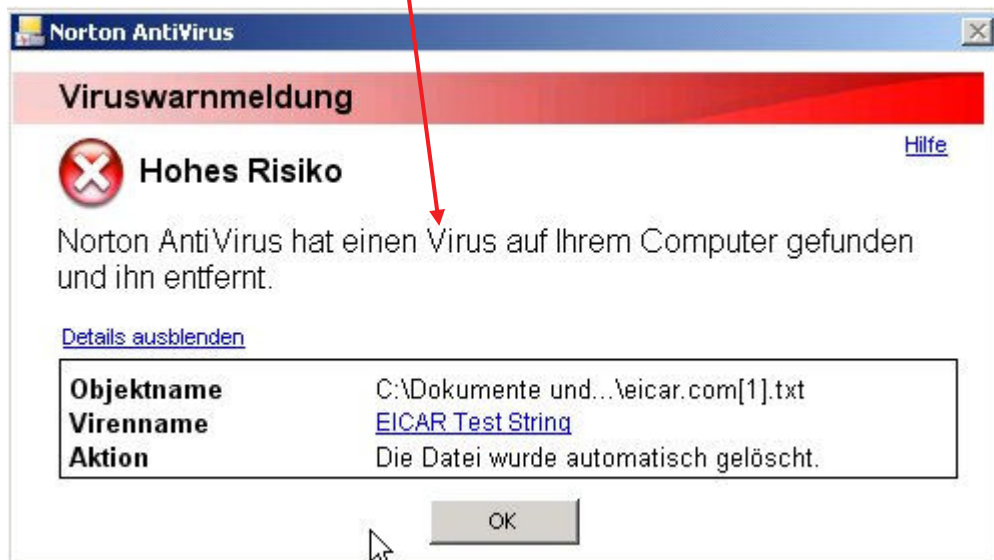 Norton AntiVirus
Viruswarnmeldung
Hilfe
Hohes Risiko
Norton AntiVirus hat einen Virus auf Ihrem Computer gefunden
und ihn entfernt.
Details ausblenden
Objektname C:\Dokumente und...\eicar.com[1].txt
Virenname EICAR Test String
Aktion Die Datei wurde automatisch gelöscht.
OK